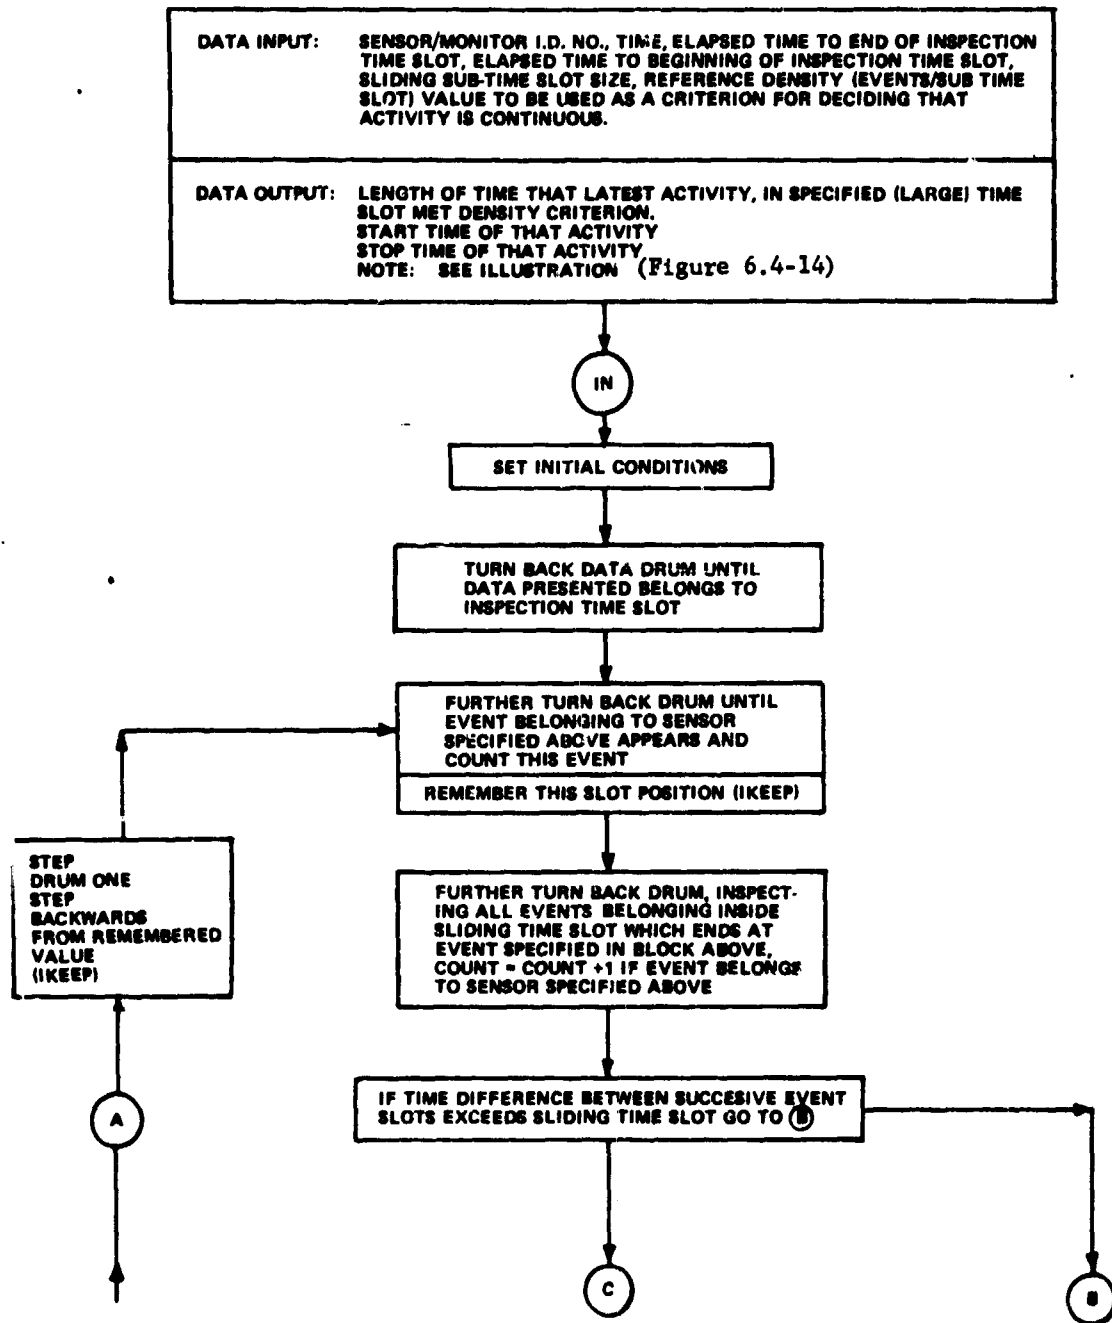 DATA INPUT: SENSOR/MONITOR I.D. NO., TIME, ELAPSED TIME TO END OF INSPECTION
TIME SLOT, ELAPSED TIME TO BEGINNING OF INSPECTION TIME SLOT,
SLIDING SUB-TIME SLOT SIZE, REFERENCE DENSITY (EVENTS/SUB TIME
SLOT) VALUE TO BE USED AS A CRITERION FOR DECIDING THAT
ACTIVITY IS CONTINUOUS.
DATA OUTPUT: LENGTH OF TIME THAT LATEST ACTIVITY, IN SPECIFIED (LARGE) TIME
SLOT MET DENSITY CRITERION.
START TIME OF THAT ACTIVITY
STOP TIME OF THAT ACTIVITY
NOTE: SEE ILLUSTRATION (Figure 6.4-14)
IN
SET INITIAL CONDITIONS
TURN BACK DATA DRUM UNTIL
DATA PRESENTED BELONGS TO
INSPECTION TIME SLOT
FURTHER TURN BACK DRUM UNTIL
EVENT BELONGING TO SENSOR
SPECIFIED ABOVE APPEARS AND
COUNT THIS EVENT
REMEMBER THIS SLOT POSITION (IKEEP)
STEP
DRUM ONE
STEP
BACKWARDS
FROM REMEMBERED
VALUE
(IKEEP)
FURTHER TURN BACK DRUM, INSPECT-
ING ALL EVENTS BELONGING INSIDE
SLIDING TIME SLOT WHICH ENDS AT
EVENT SPECIFIED IN BLOCK ABOVE,
COUNT = COUNT +1 IF EVENT BELONGS
TO SENSOR SPECIFIED ABOVE
A
IF TIME DIFFERENCE BETWEEN SUCCESIVE EVENT
SLOTS EXCEEDS SLIDING TIME SLOT GO TO B
C
B